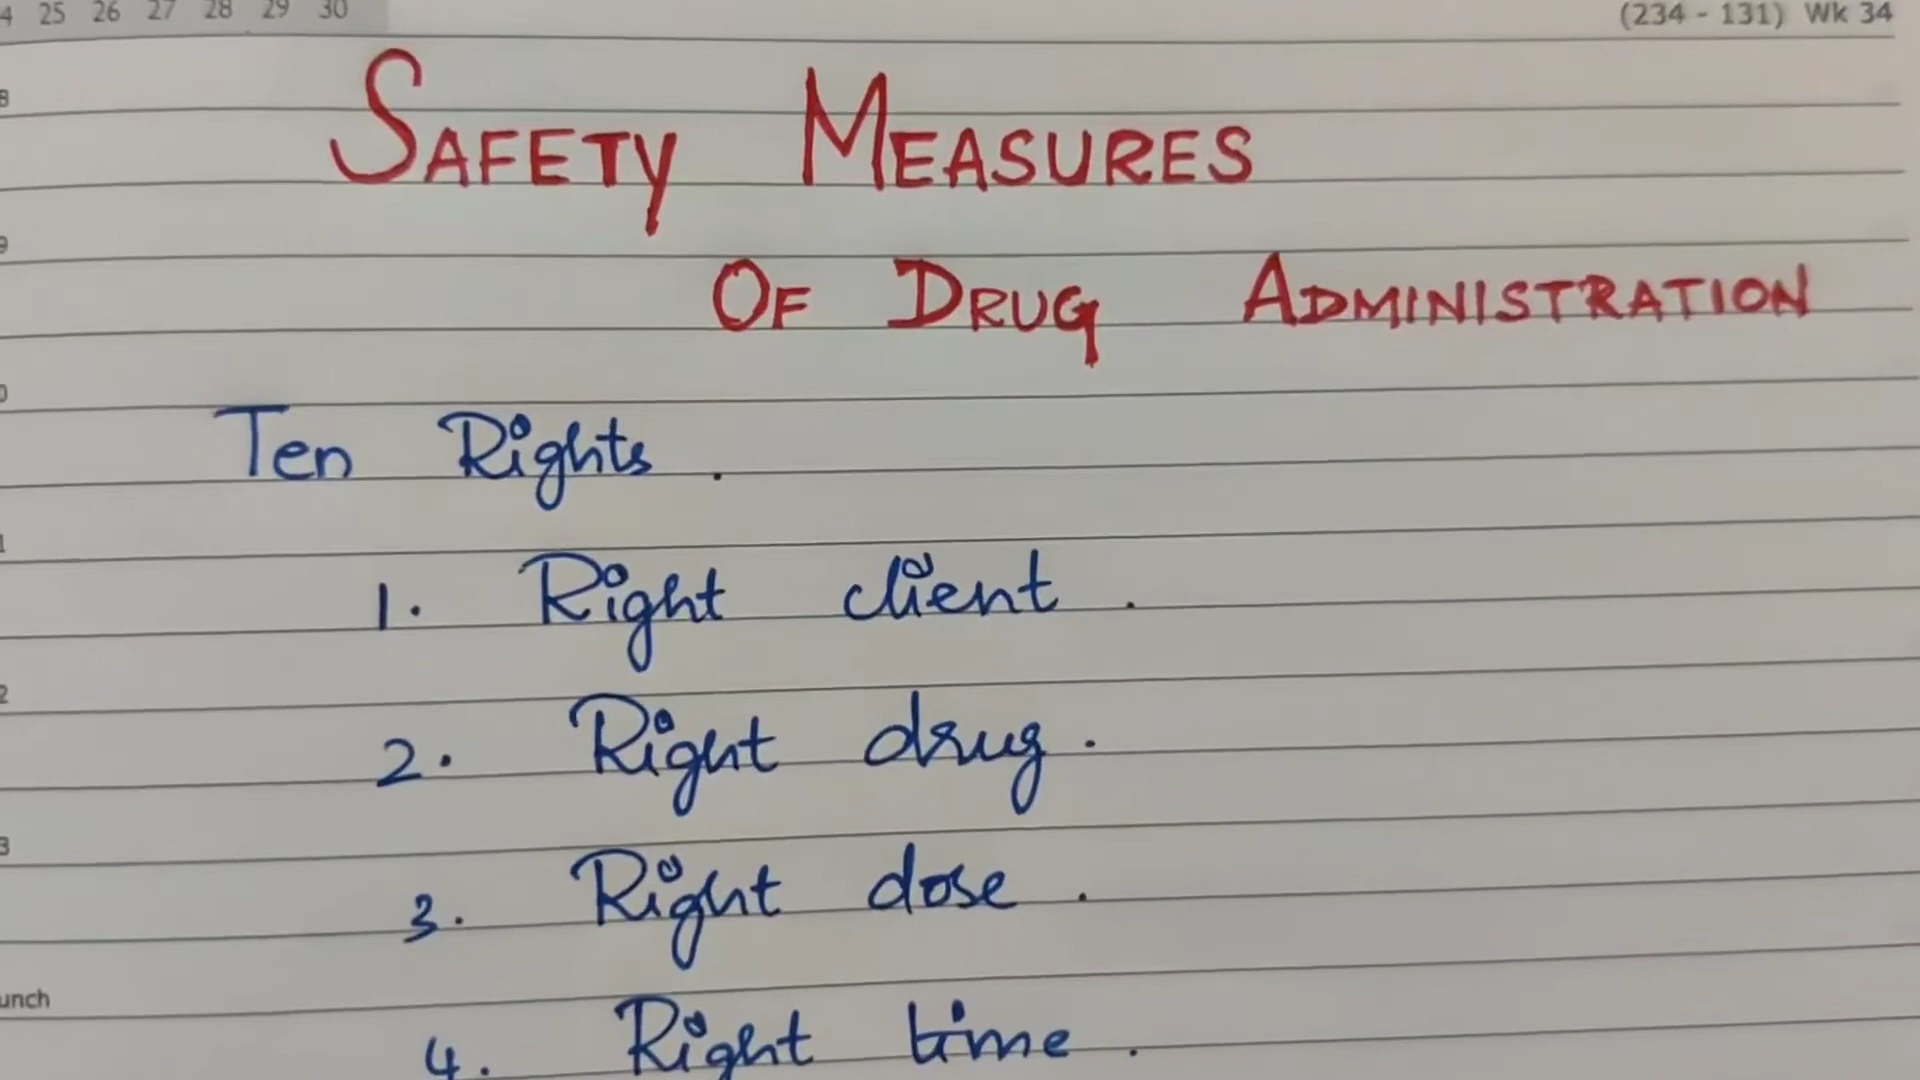 4 25 26 27 28 29 30
(234 - 131) Wk 34
SAFETY MEASURES
OF DRUG ADMINISTRATION
Ten Rights.
1. Right client.
2. Right drug.
3. Right dose.
unch
4. Right time.